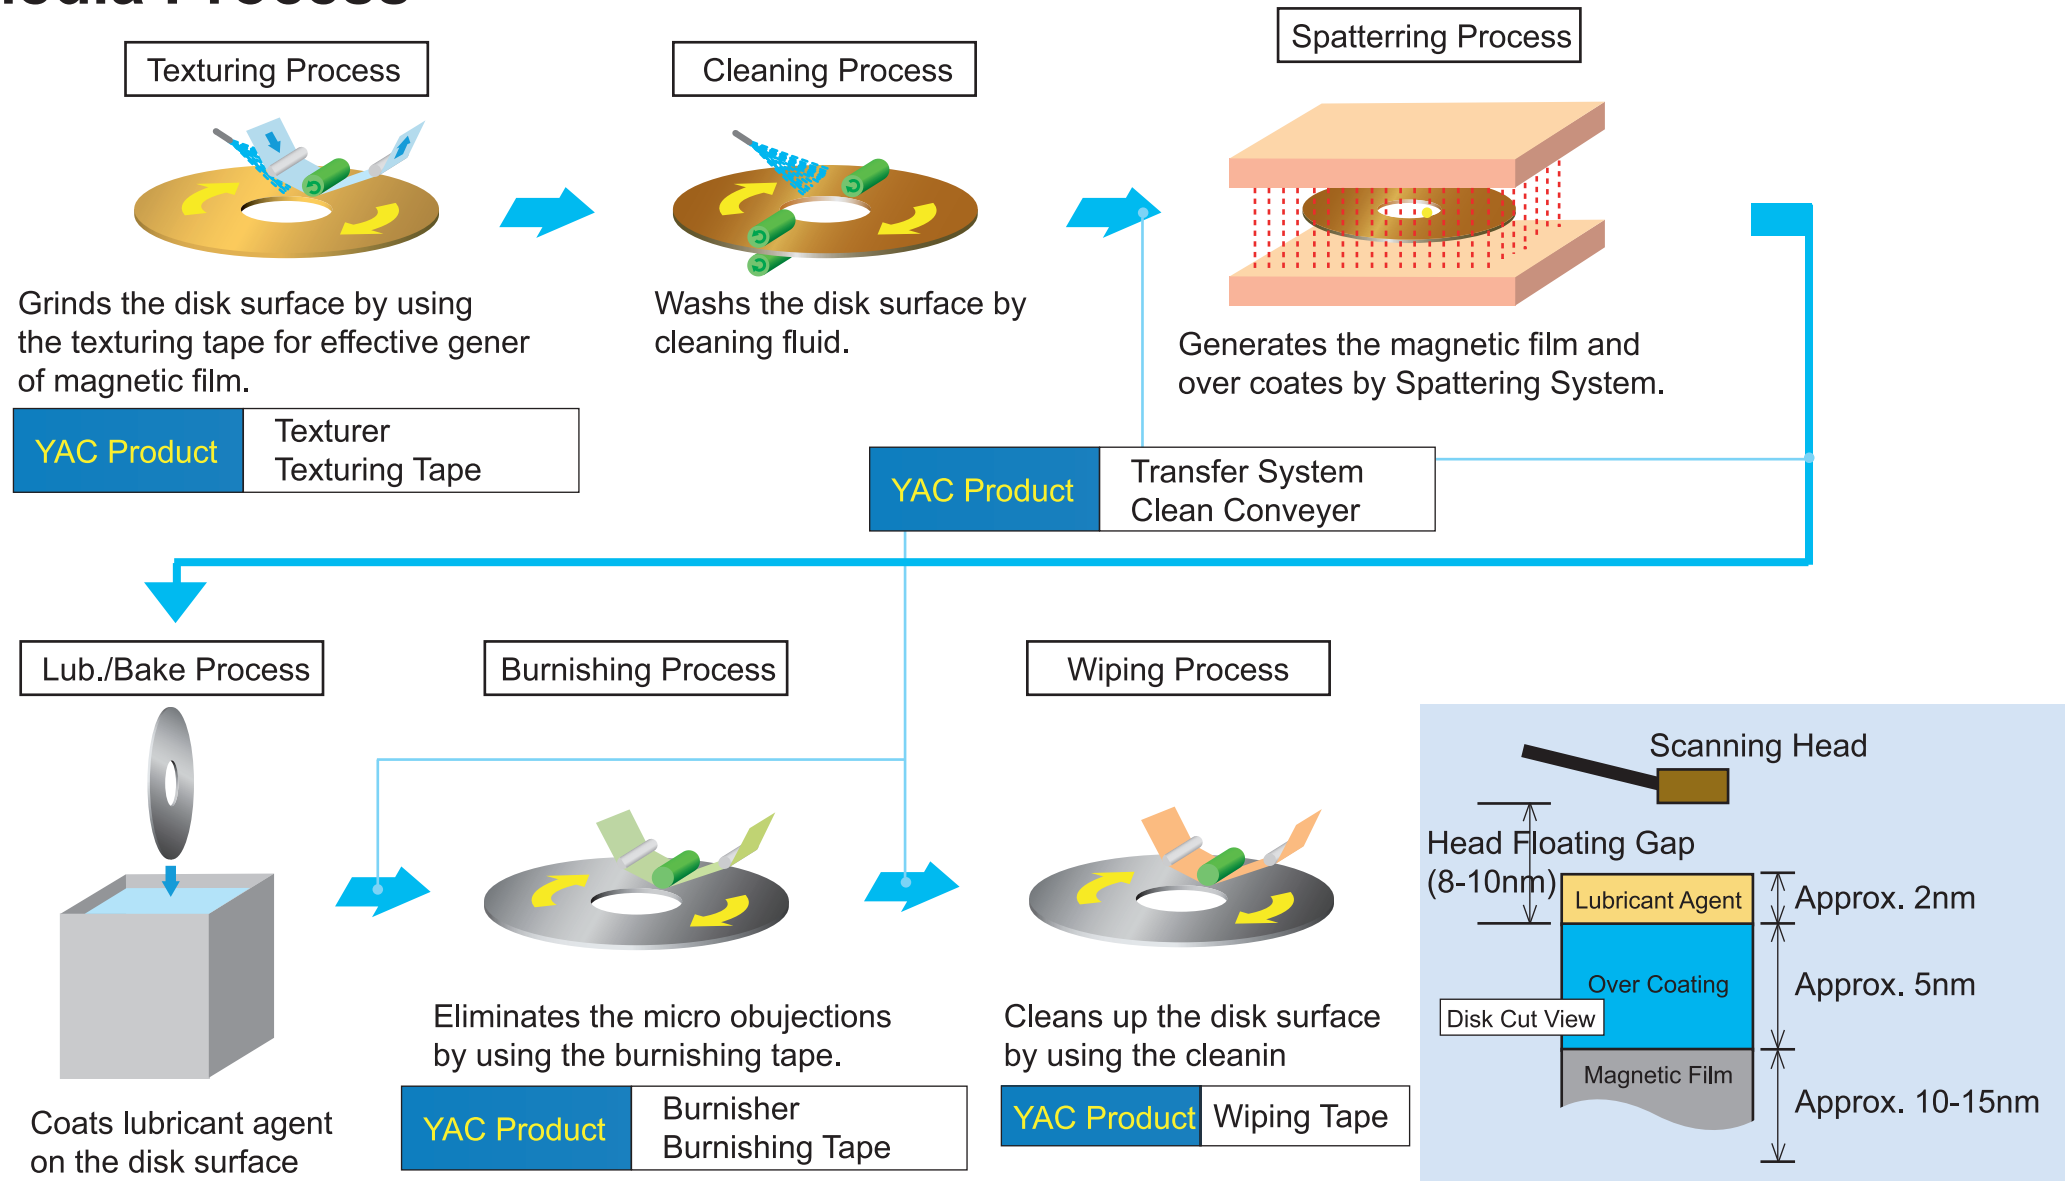 Process
Texturing Process
Cleaning Process
Spatterring Process
Grinds the disk surface by using
the texturing tape for effective gener
of magnetic film.
Washs the disk surface by
cleaning fluid.
Generates the magnetic film and
over coates by Spattering System.
YAC Product
Texturer
Texturing Tape
YAC Product
Transfer System
Clean Conveyer
Lub./Bake Process
Burnishing Process
Wiping Process
Coats lubricant agent
on the disk surface
Eliminates the micro obujections
by using the burnishing tape.
YAC Product
Burnisher
Burnishing Tape
Cleans up the disk surface
by using the cleanin
YAC Product
Wiping Tape
Scanning Head
Head Floating Gap
(8-10nm)
Lubricant Agent
Approx. 2nm
Over Coating
Approx. 5nm
Disk Cut View
Magnetic Film
Approx. 10-15nm